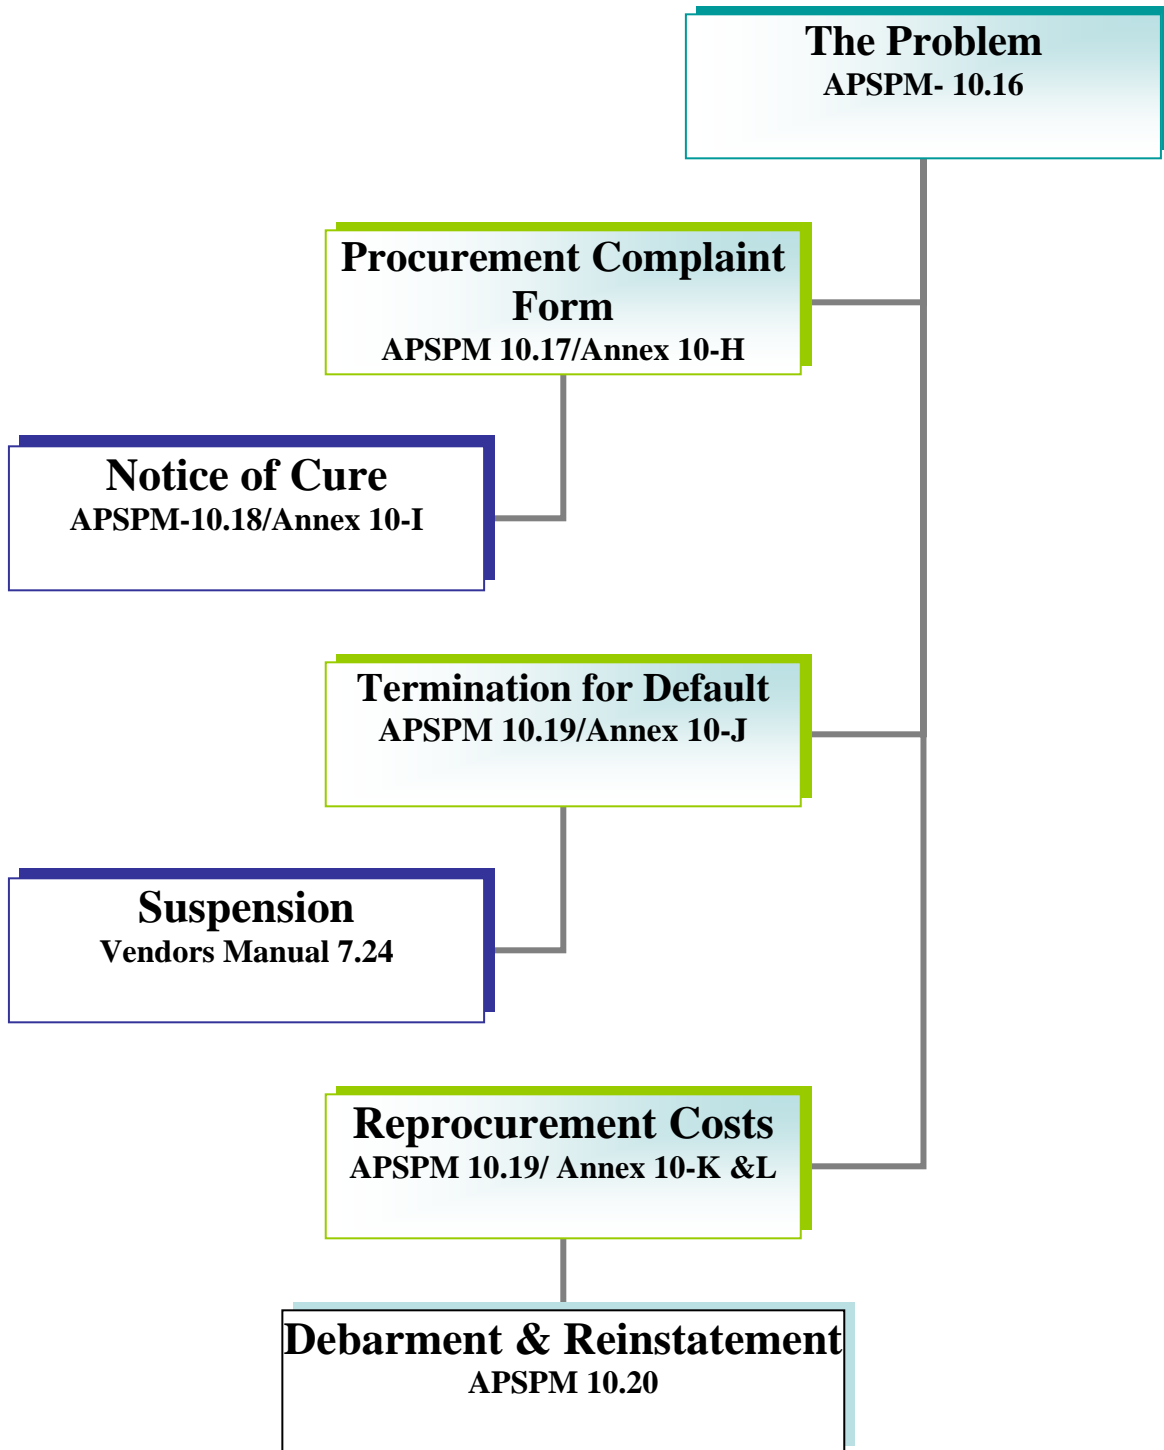 The Problem
APSPM- 10.16
Procurement Complaint
Form
APSPM 10.17/Annex 10-H
Notice of Cure
APSPM-10.18/Annex 10-I
Termination for Default
APSPM 10.19/Annex 10-J
Suspension
Vendors Manual 7.24
Reprocurement Costs
APSPM 10.19/ Annex 10-K &L
Debarment & Reinstatement
APSPM 10.20